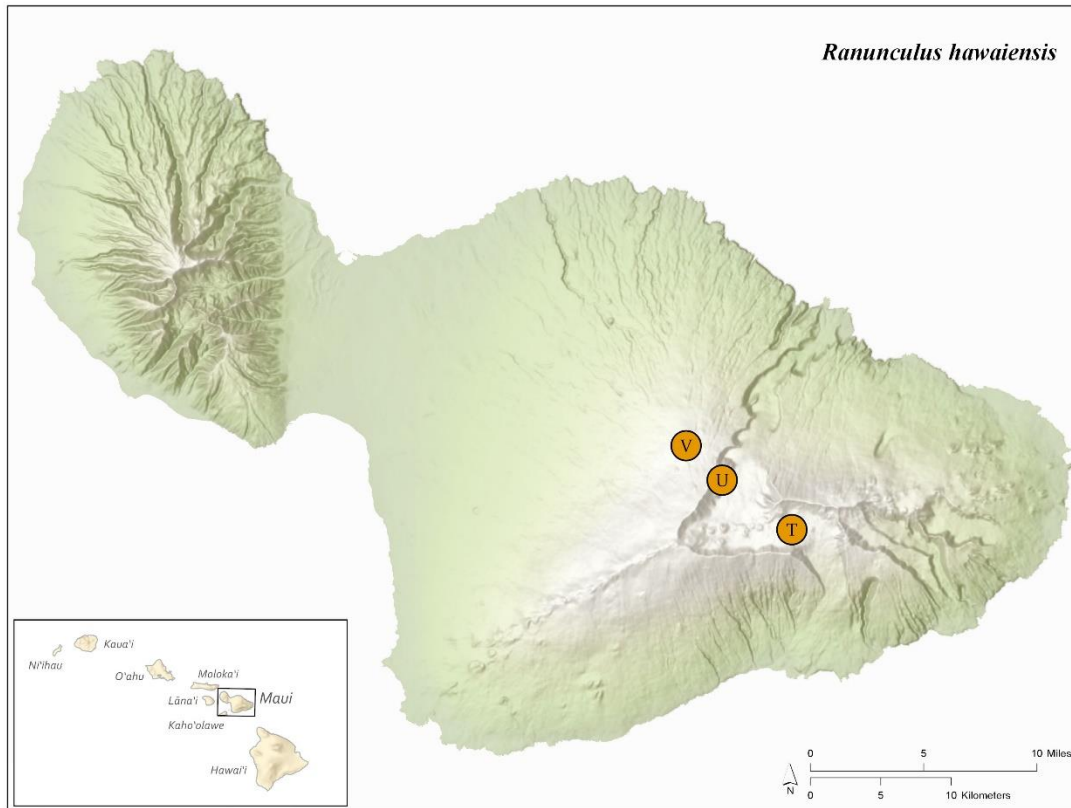 Ranunculus hawaiensis
V
U
T
Kaua'i
Ni'ihau
O'ahu
Moloka'i
Lāna'i
Maui
Kaho'olawe
Hawai'i
0 5 10 Miles
N
0 5 10 Kilometers